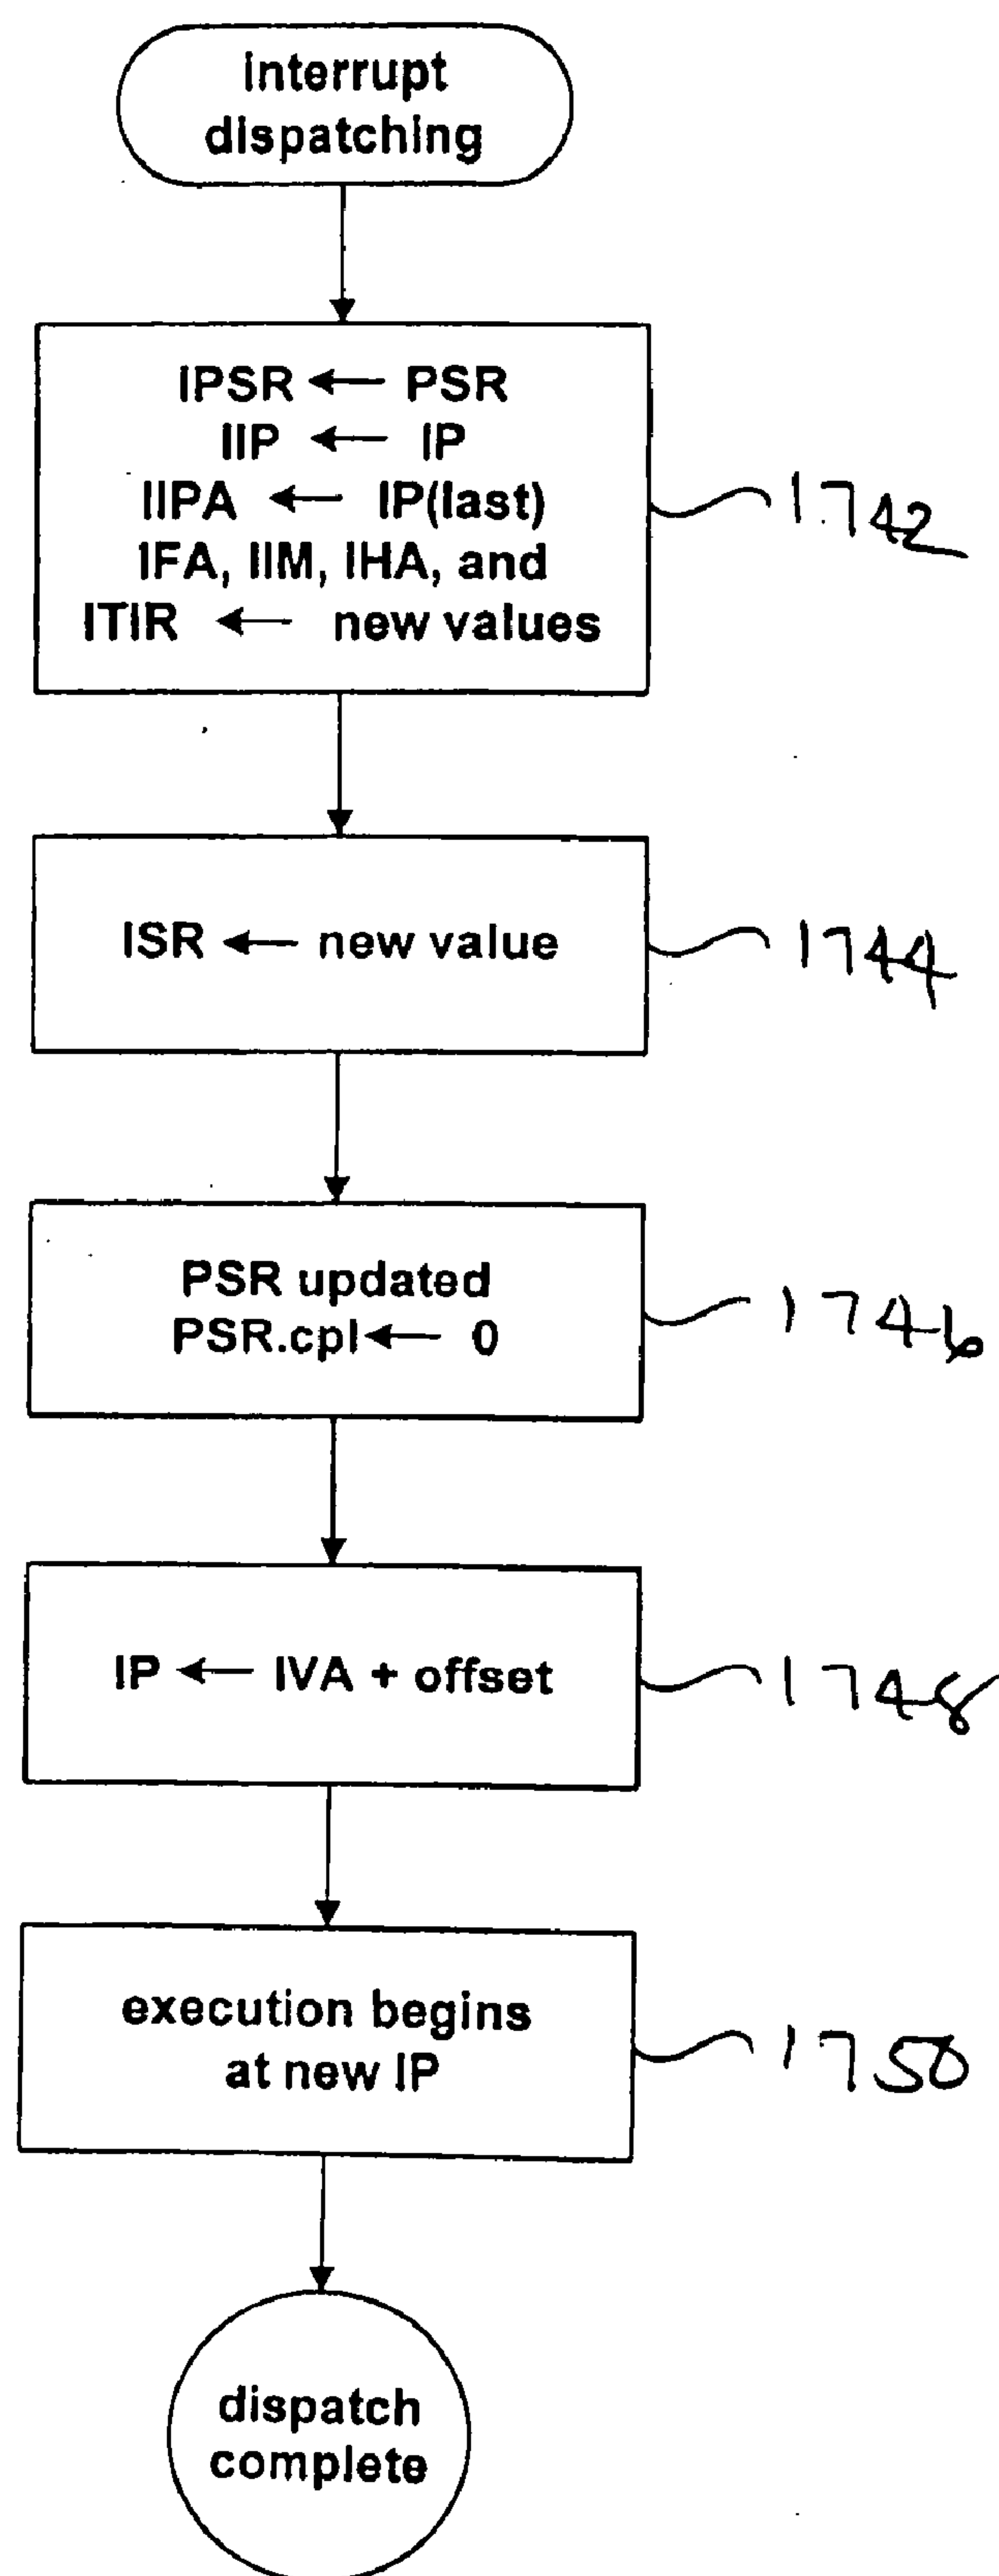 interrupt
dispatching
IPSR ← PSR
IIP ← IP
IIPA ← IP(last)
IFA, IIM, IHA, and
ITIR ← new values
1742
ISR ← new value
1744
PSR updated
PSR.cpl ← 0
1746
IP ← IVA + offset
1748
execution begins
at new IP
1750
dispatch
complete